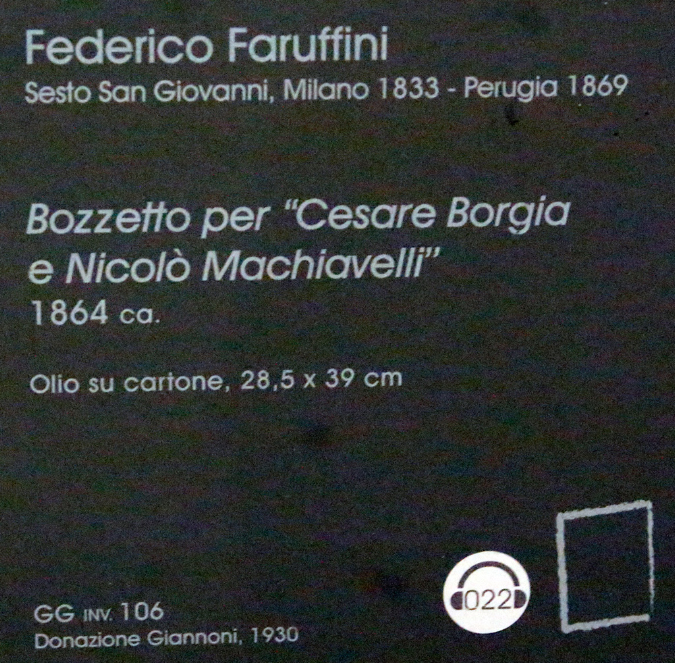 Federico Faruffini
Sesto San Giovanni, Milano 1833 - Perugia 1869
Bozzetto per “Cesare Borgia
e Nicolò Machiavelli”
1864 ca.
Olio su cartone, 28,5 x 39 cm
022
GG INV. 106
Donazione Giannoni, 1930